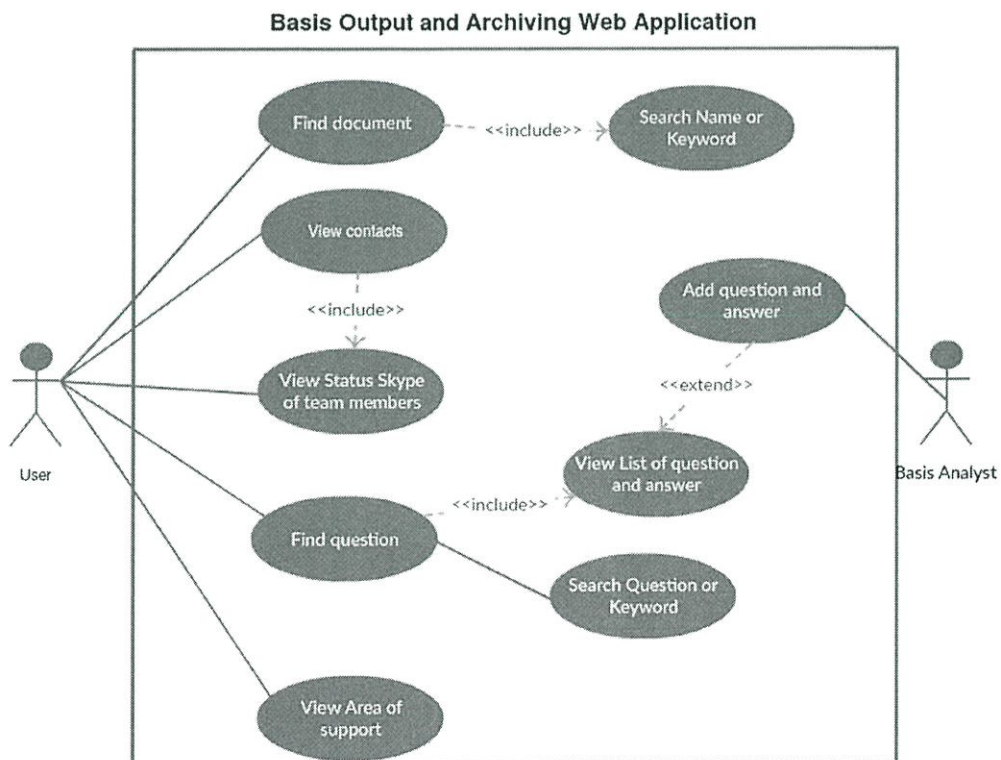 Basis Output and Archiving Web Application
Find document
<<include>>
Search Name or
Keyword
View contacts
<<include>>
Add question and
answer
View Status Skype
of team members
<<extend>>
User
View List of question
and answer
Basis Analyst
<<include>>
Find question
Search Question or
Keyword
View Area of
support